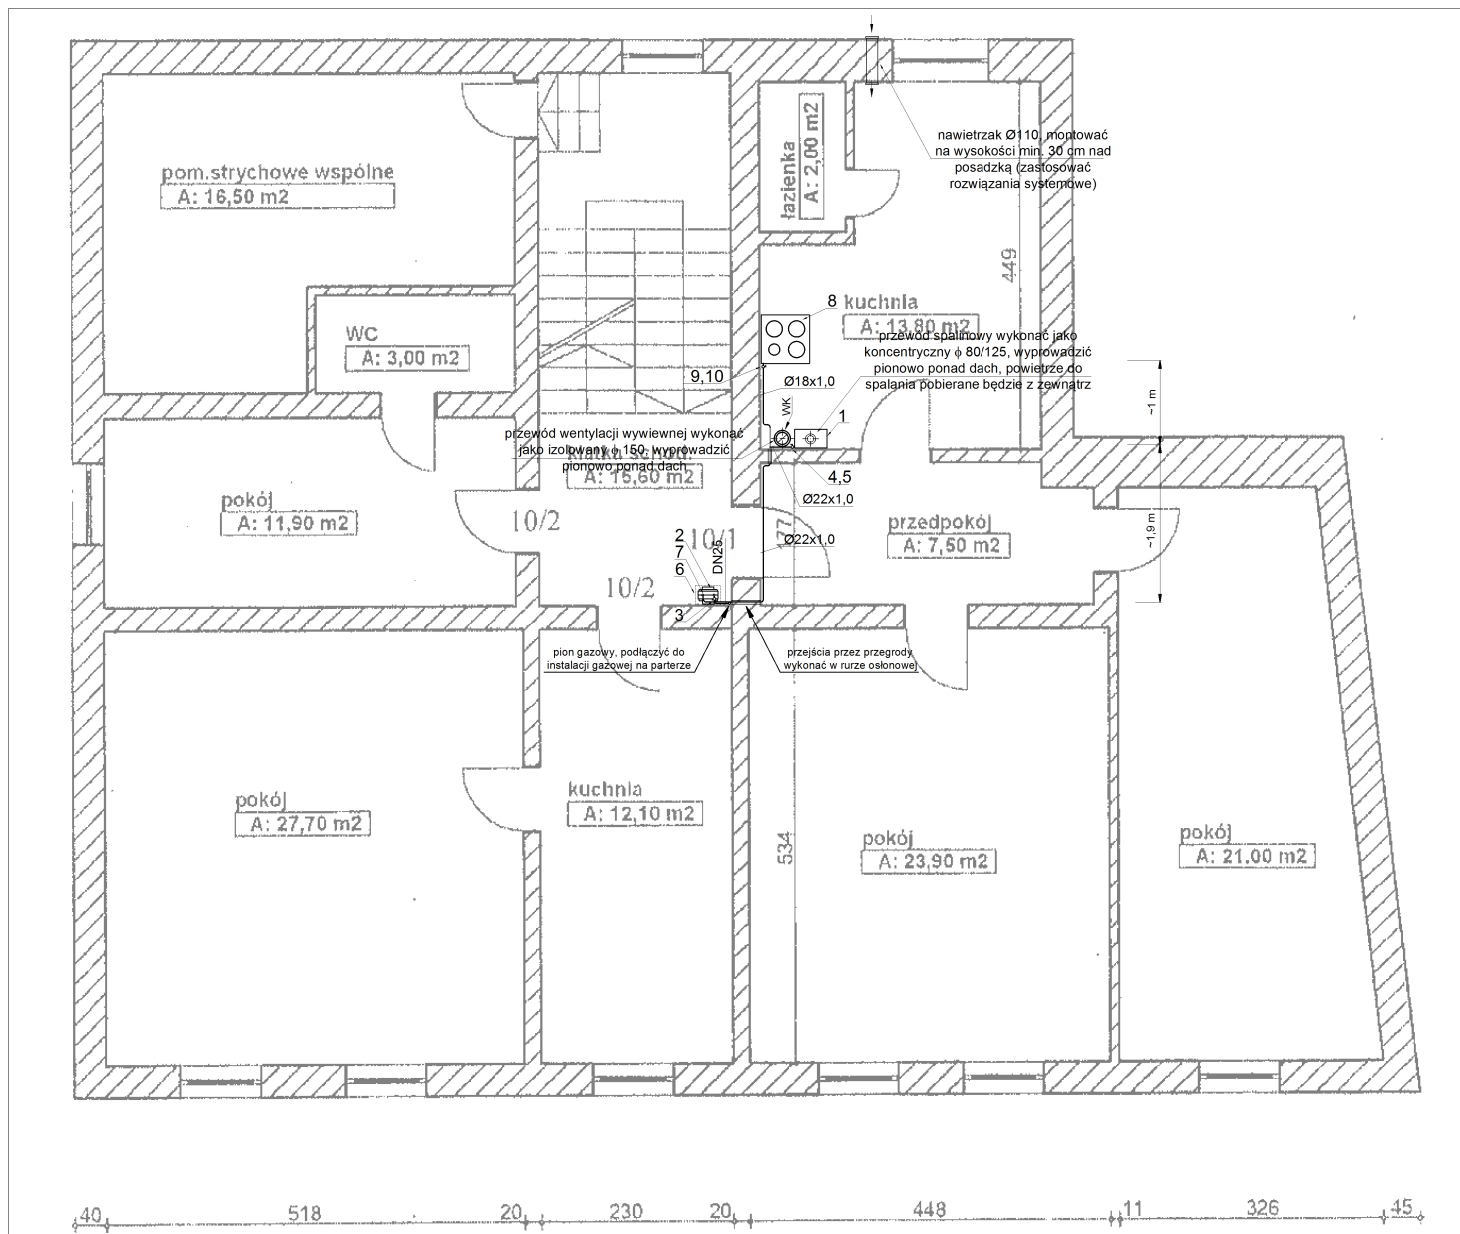 nawietrzak Ø110, montować
na wysokości min. 30 cm nad
posadzką (zastosować
rozwiązania systemowe)
pom.strychowe wspólne
A: 16,50 m2
łazienka
A: 2,00 m2
449
WC
A: 3,00 m2
8
kuchnia
A: 13,80 m2
przewód spalinowy wykonać jako
koncentryczny ϕ 80/125, wyprowadzić
pionowo ponad dach, powietrze do
spalania pobierane będzie z zewnątrz
9,10
Ø18x1,0
WK
1
~1 m
przewód wentylacji wywiewnej wykonać
jako izolowany ϕ 150, wyprowadzić
pionowo ponad dach
klatka schod.
A: 15,60 m2
4,5
Ø22x1,0
pokój
A: 11,90 m2
10/2
10/1
177
Ø22x1,0
przedpokój
A: 7,50 m2
~1,9 m
2
7
6
DN25
10/2
3
pion gazowy, podłączyć do
instalacji gazowej na parterze
przejścia przez przegrody
wykonać w rurze osłonowej
pokój
A: 27,70 m2
kuchnia
A: 12,10 m2
534
pokój
A: 23,90 m2
pokój
A: 21,00 m2
40 518 20 230 20 448 11 326 45